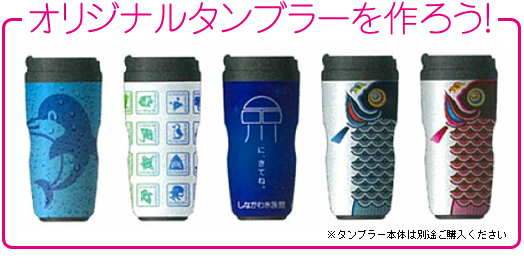 オリジナルタンブラーを作ろう!
に、きてね。
しながわ水族館
※タンブラー本体は別途ご購入ください